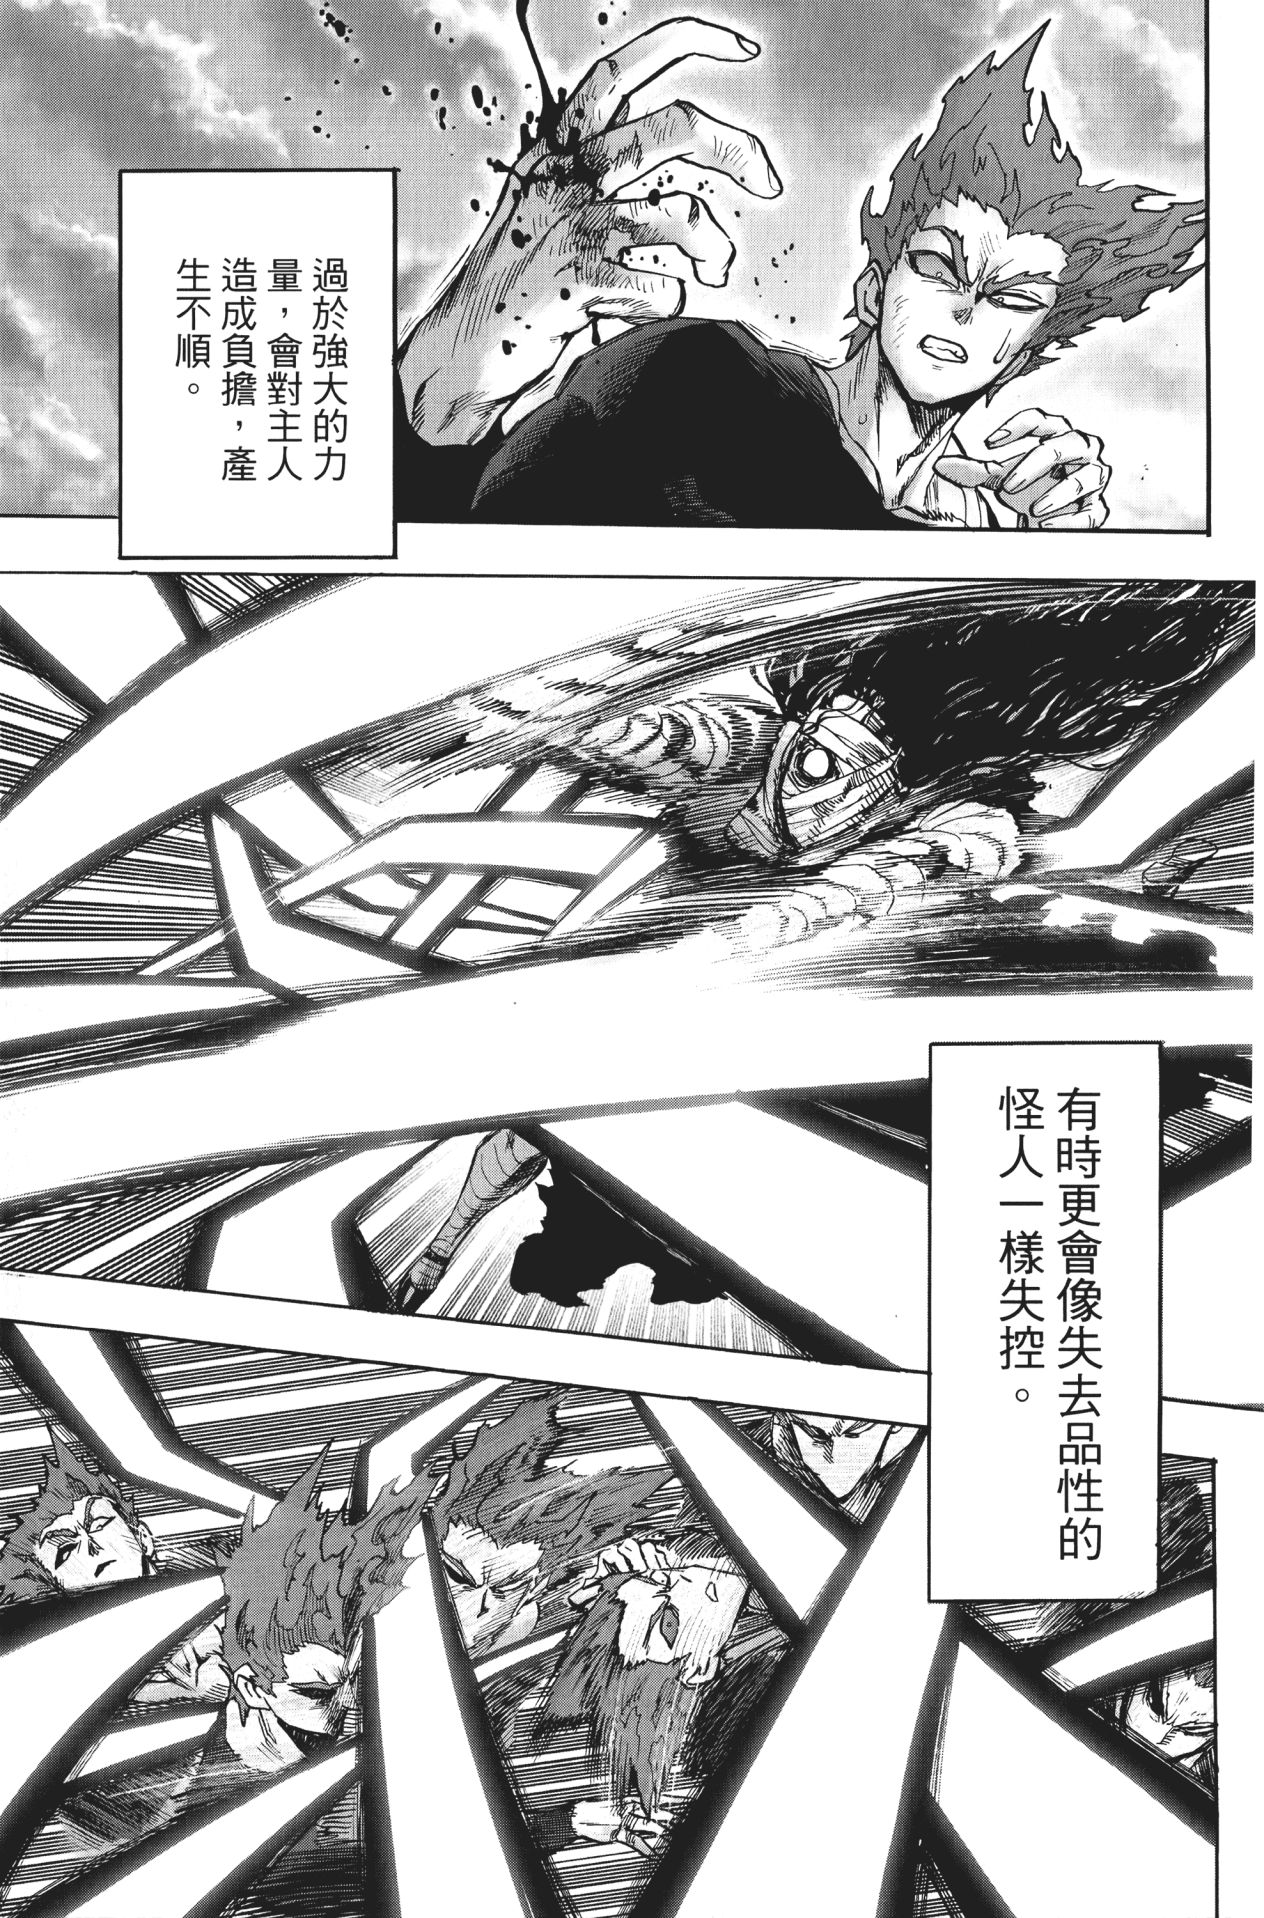 過於強大的力
量，會對主人
造成負擔，產
生不順。
有時更會像失去品性的
怪人一樣失控。